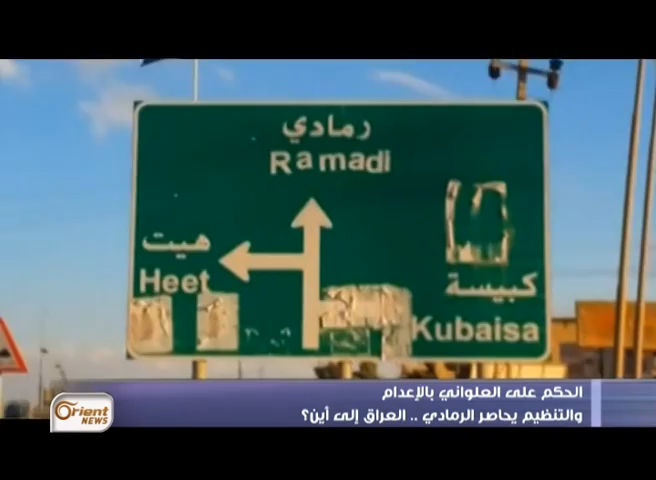 رمادي
Ramadi
هيت
Heet
كبيسة
Kubaisa
الحكم على العلواني بالإعدام
والتنظيم يحاصر الرمادي .. العراق إلى أين؟
Orient
NEWS